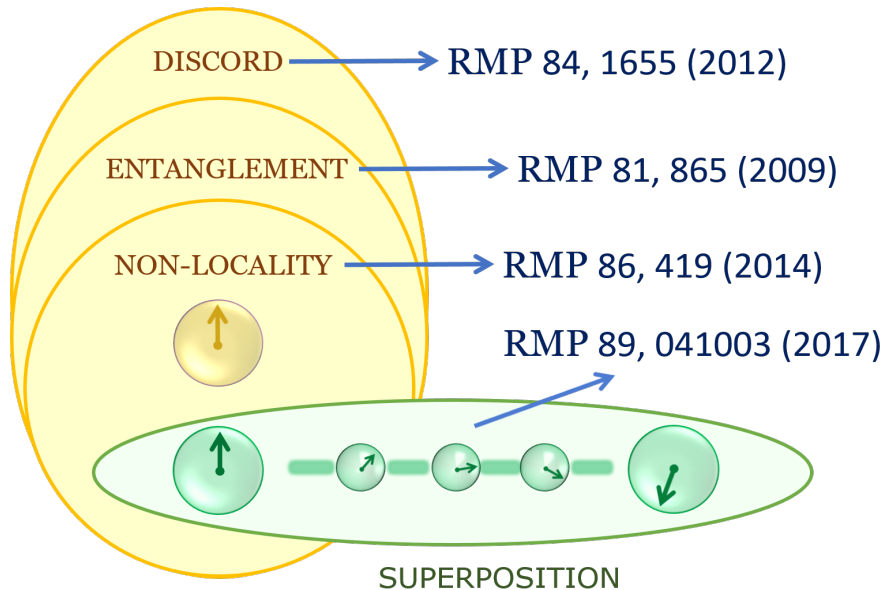 DISCORD RMP 84, 1655 (2012)
ENTANGLEMENT RMP 81, 865 (2009)
NON-LOCALITY RMP 86, 419 (2014)
RMP 89, 041003 (2017)
SUPERPOSITION